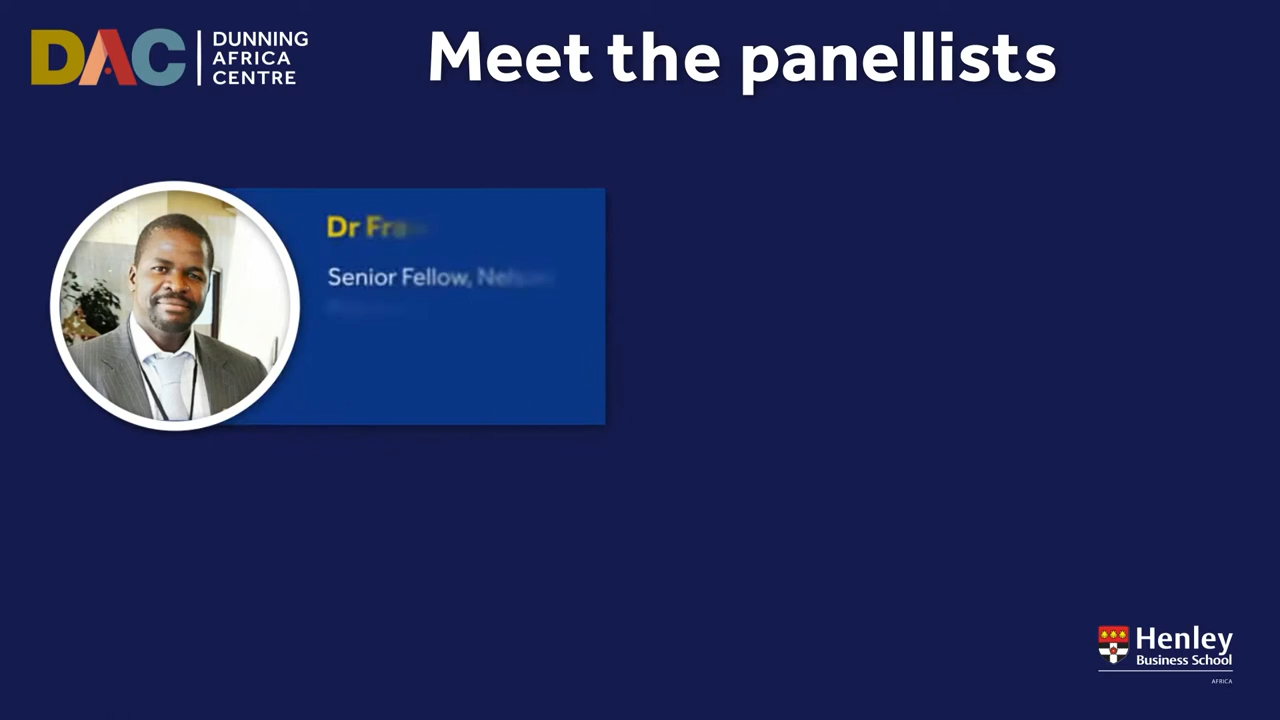 DAC
DUNNING
AFRICA
CENTRE
Meet the panellists
Dr
Senior Fellow,
Henley
Business School
AFRICA